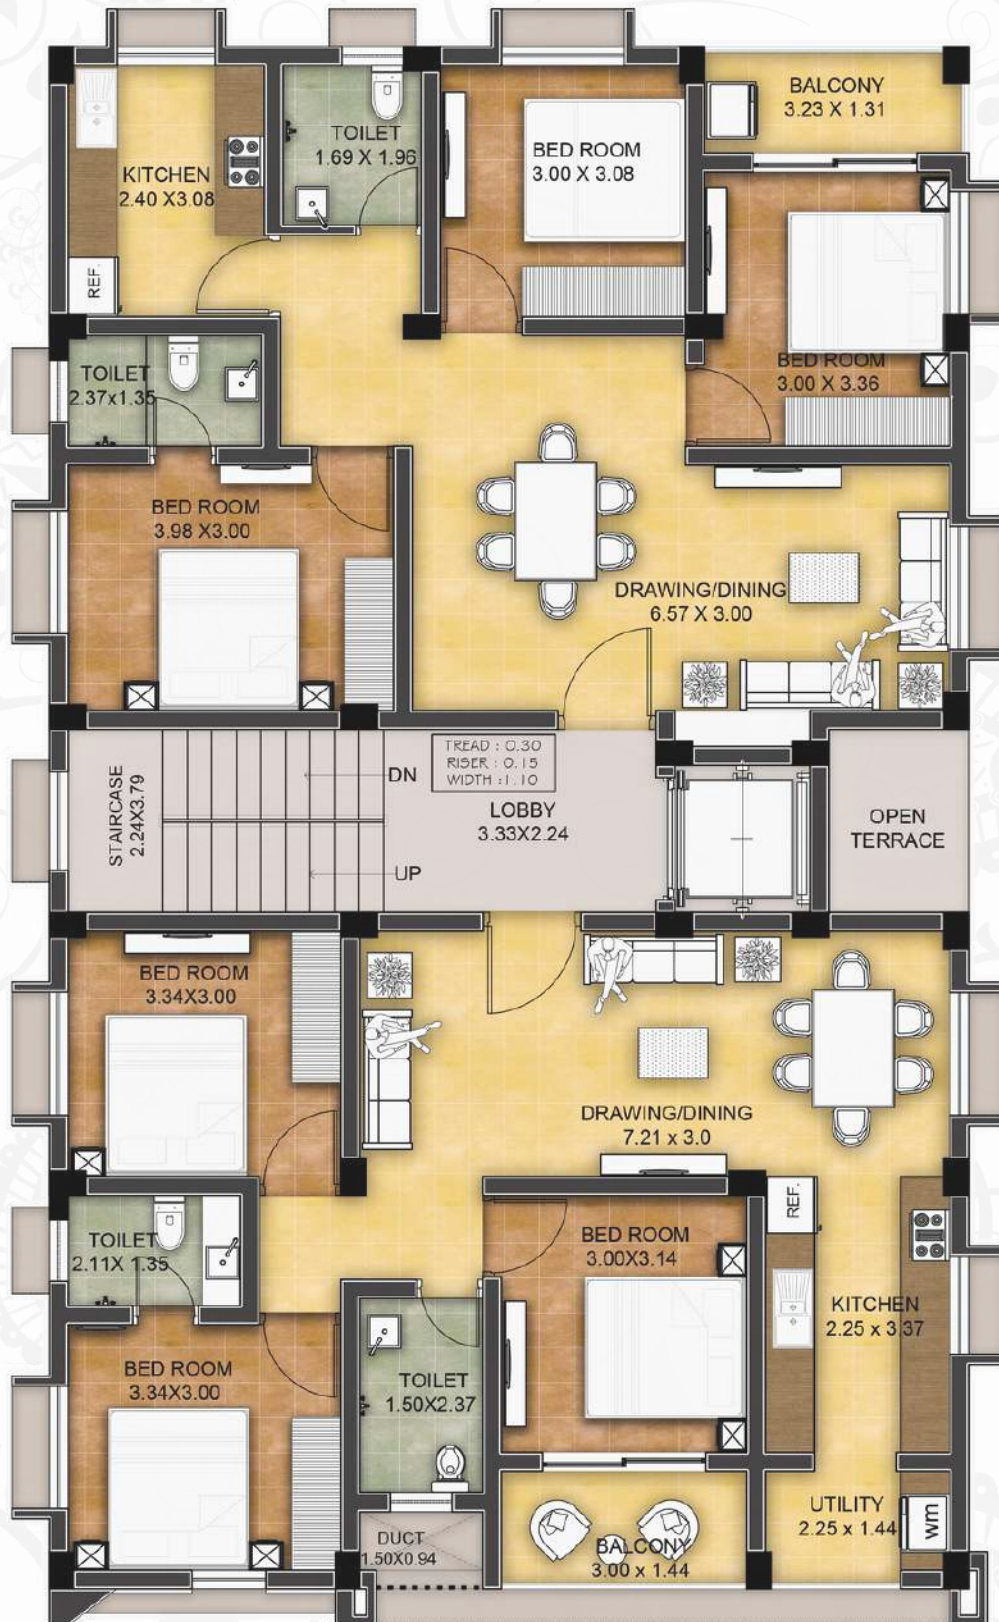 BALCONY
3.23 X 1.31
TOILET
1.69 X 1.96
BED ROOM
3.00 X 3.08
KITCHEN
2.40 X3.08
REF.
TOILET
2.37x1.35
BED ROOM
3.00 X 3.36
BED ROOM
3.98 X3.00
DRAWING/DINING
6.57 X 3.00
STAIRCASE
2.24X3.79
DN
TREAD : 0.30
RISER : 0.15
WIDTH :1.10
LOBBY
3.33X2.24
UP
OPEN
TERRACE
BED ROOM
3.34X3.00
DRAWING/DINING
7.21 x 3.0
REF.
TOILET
2.11X 1.35
BED ROOM
3.00X3.14
KITCHEN
2.25 x 3.37
BED ROOM
3.34X3.00
TOILET
1.50X2.37
UTILITY
2.25 x 1.44
wm
DUCT
1.50X0.94
BALCONY
3.00 x 1.44